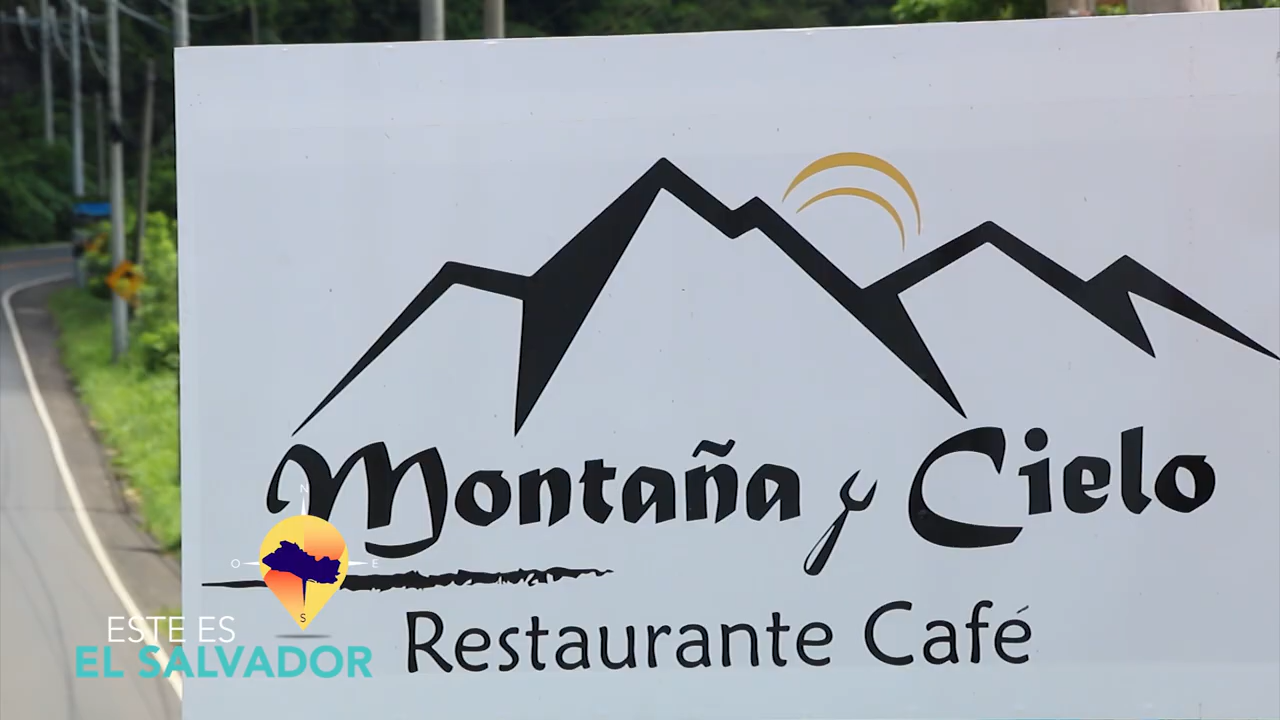 Montaña y Cielo
Restaurante Café
N
O E
S
ESTE ES
EL SALVADOR